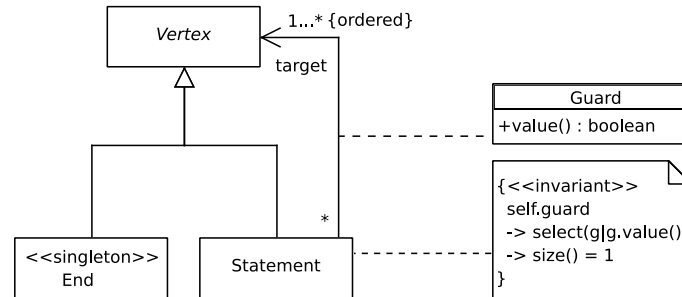 Vertex
1...* {ordered}
target
Guard
+value() : boolean
*
<<singleton>>
End
Statement
{<<invariant>>
self.guard
-> select(g|g.value()
-> size() = 1
}